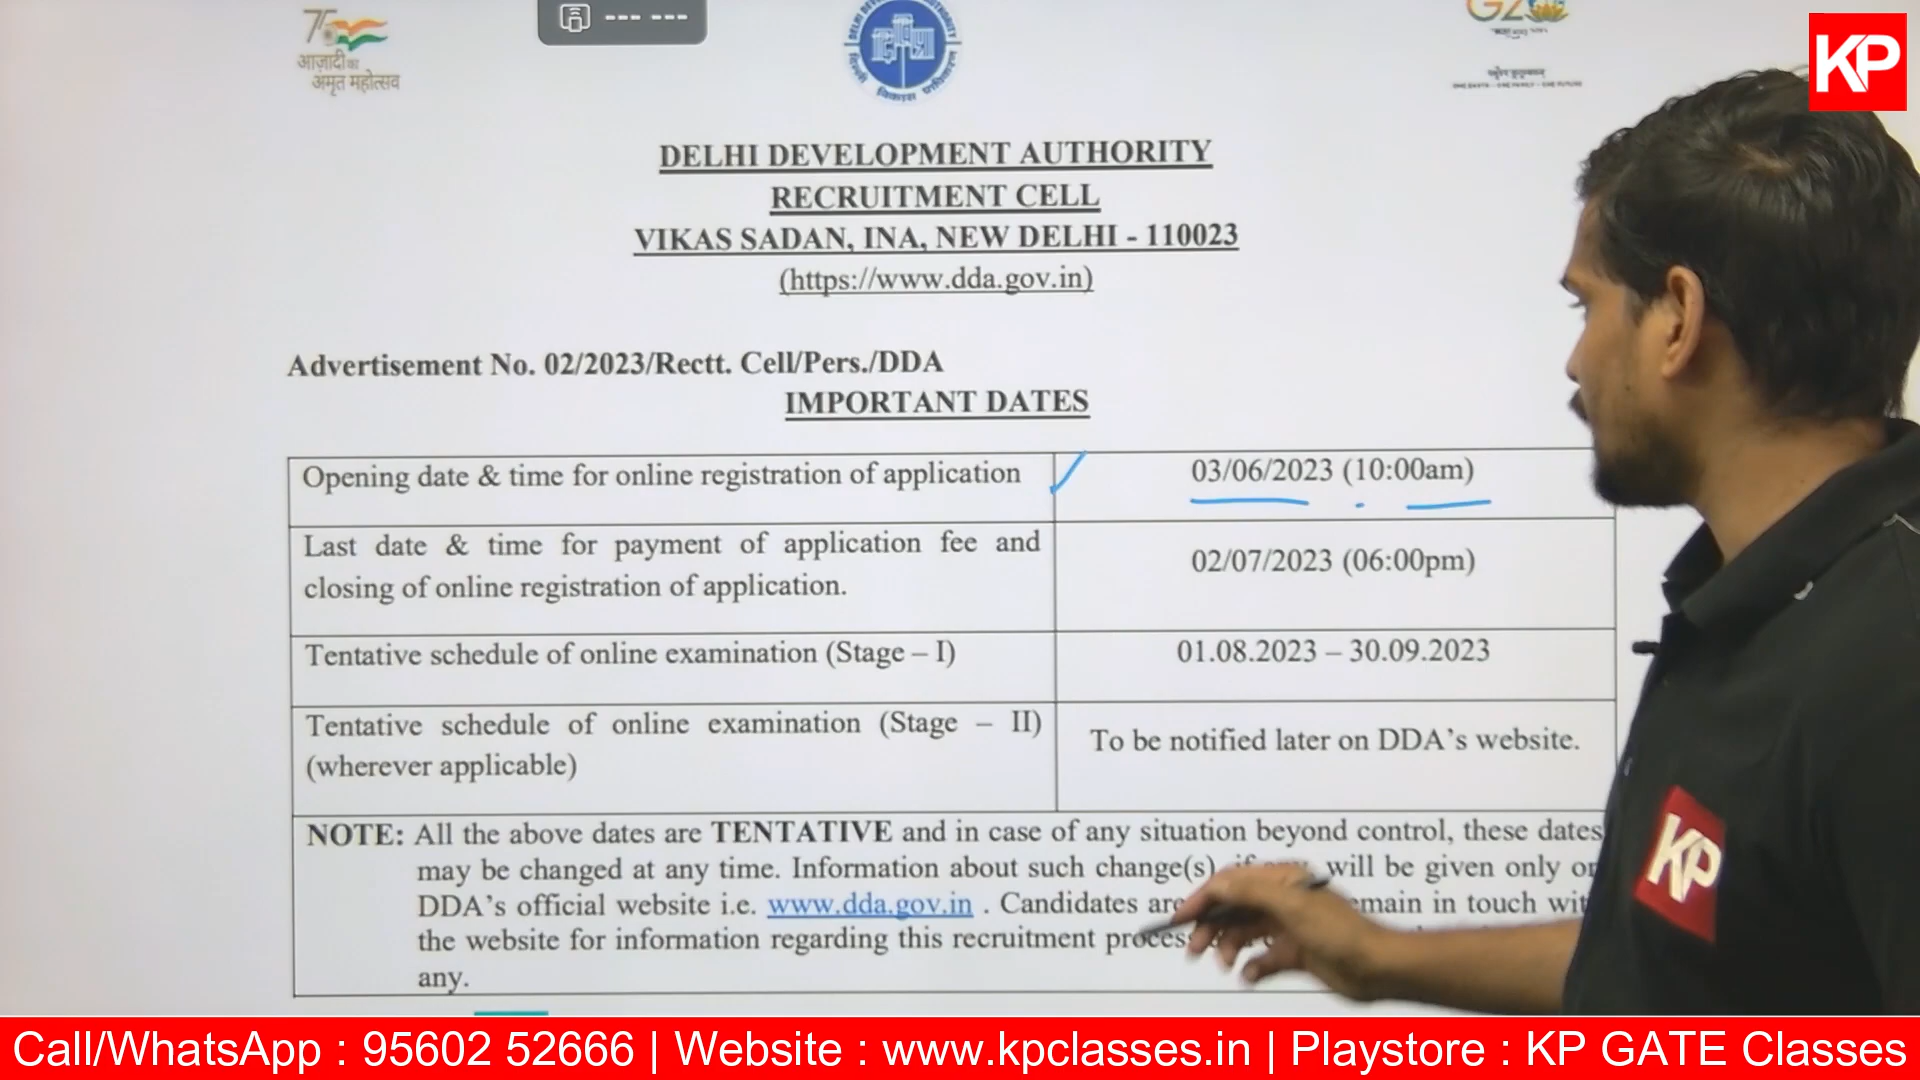 75
आज़ादी का
अमृत महोत्सव
G20
KP
DELHI DEVELOPMENT AUTHORITY
RECRUITMENT CELL
VIKAS SADAN, INA, NEW DELHI - 110023
(https://www.dda.gov.in)
Advertisement No. 02/2023/Rectt. Cell/Pers./DDA
IMPORTANT DATES
Opening date & time for online registration of application 03/06/2023 (10:00am)
Last date & time for payment of application fee and
closing of online registration of application. 02/07/2023 (06:00pm)
Tentative schedule of online examination (Stage – I) 01.08.2023 – 30.09.2023
Tentative schedule of online examination (Stage – II)
(wherever applicable) To be notified later on DDA's website.
NOTE: All the above dates are TENTATIVE and in case of any situation beyond control, these dates
may be changed at any time. Information about such change(s), will be given only
DDA's official website i.e. www.dda.gov.in . Candidates are in touch
the website for information regarding this recruitment process
any.
KP
Call/WhatsApp : 95602 52666 | Website : www.kpclasses.in | Playstore : KP GATE Classes